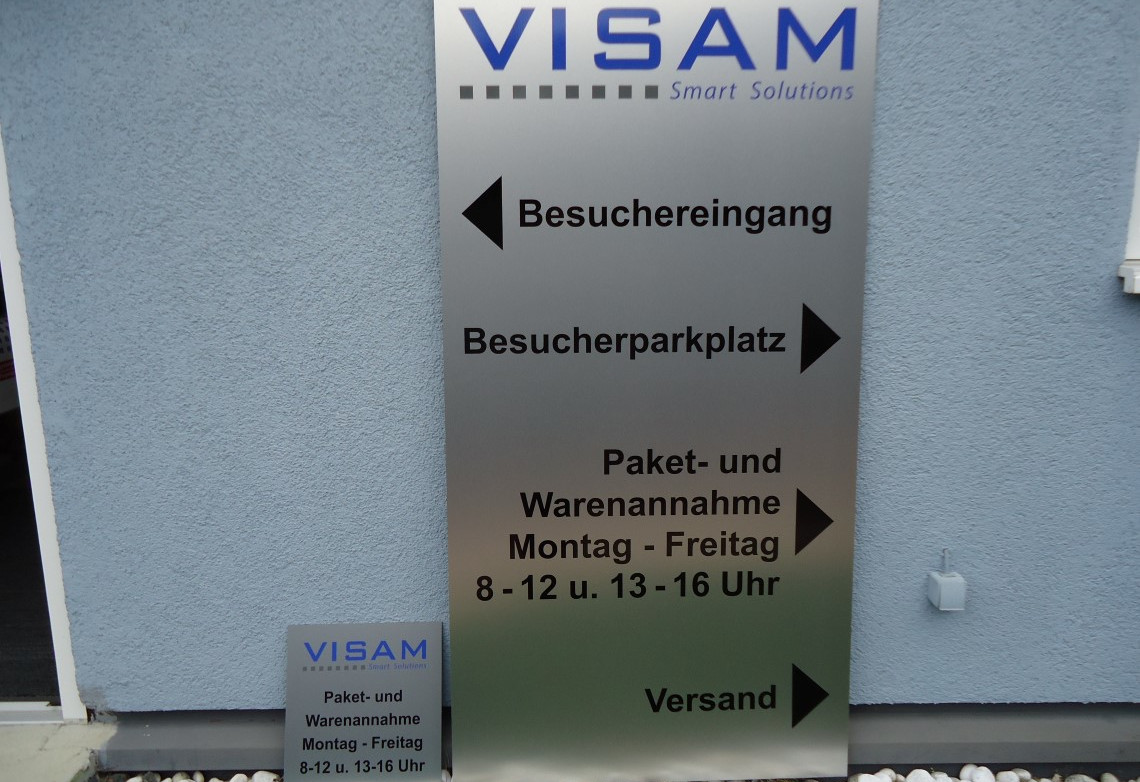 VISAM
Smart Solutions
Besuchereingang
Besucherparkplatz
Paket- und
Warenannahme
Montag - Freitag
8 - 12 u. 13 - 16 Uhr
Versand
VISAM
Smart Solutions
Paket- und
Warenannahme
Montag - Freitag
8-12 u. 13-16 Uhr